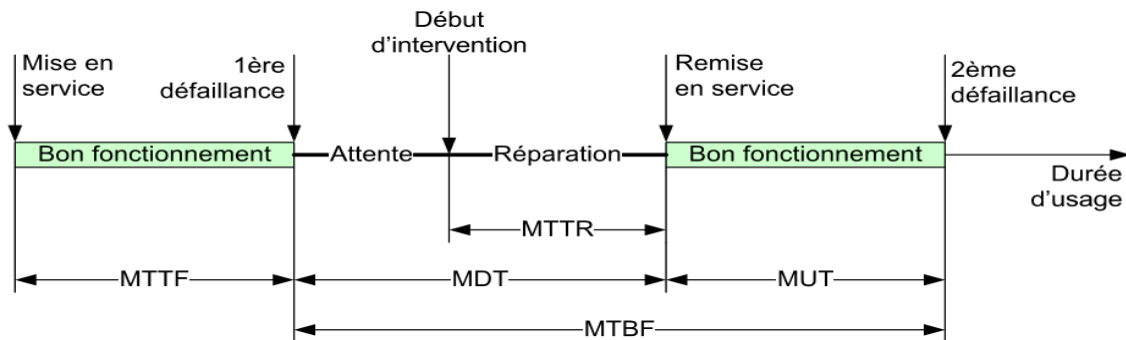 Début
d'intervention
Mise en
service
1ère
défaillance
Remise
en service
2ème
défaillance
Bon fonctionnement
Attente
Réparation
Bon fonctionnement
Durée
d'usage
MTTR
MTTF
MDT
MUT
MTBF